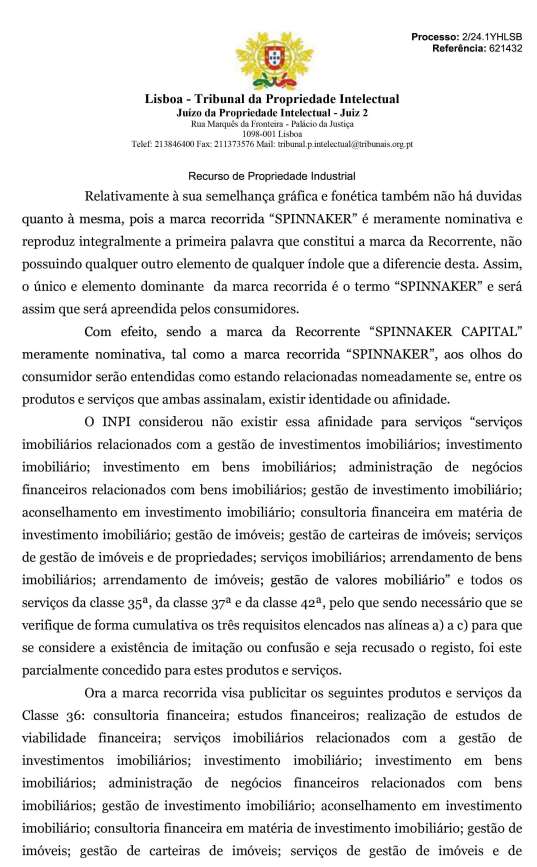 Processo: 2/24.1YHLSB
Referência: 621432
Lisboa - Tribunal da Propriedade Intelectual
Juízo da Propriedade Intelectual - Juiz 2
Rua Marquês da Fronteira - Palácio da Justiça
1098-001 Lisboa
Telef: 213846400 Fax: 211373576 Mail: tribunal.p.intelectual@tribunais.org.pt
Recurso de Propriedade Industrial
Relativamente à sua semelhança gráfica e fonética também não há duvidas
quanto à mesma, pois a marca recorrida “SPINNAKER” é meramente nominativa e
reproduz integralmente a primeira palavra que constitui a marca da Recorrente, não
possuindo qualquer outro elemento de qualquer índole que a diferencie desta. Assim,
o único e elemento dominante da marca recorrida é o termo “SPINNAKER” e será
assim que será apreendida pelos consumidores.
Com efeito, sendo a marca da Recorrente “SPINNAKER CAPITAL”
meramente nominativa, tal como a marca recorrida “SPINNAKER”, aos olhos do
consumidor serão entendidas como estando relacionadas nomeadamente se, entre os
produtos e serviços que ambas assinalam, existir identidade ou afinidade.
O INPI considerou não existir essa afinidade para serviços “serviços
imobiliários relacionados com a gestão de investimentos imobiliários; investimento
imobiliário; investimento em bens imobiliários; administração de negócios
financeiros relacionados com bens imobiliários; gestão de investimento imobiliário;
aconselhamento em investimento imobiliário; consultoria financeira em matéria de
investimento imobiliário; gestão de imóveis; gestão de carteiras de imóveis; serviços
de gestão de imóveis e de propriedades; serviços imobiliários; arrendamento de bens
imobiliários; arrendamento de imóveis; gestão de valores mobiliário” e todos os
serviços da classe 35ª, da classe 37ª e da classe 42ª, pelo que sendo necessário que se
verifique de forma cumulativa os três requisitos elencados nas alíneas a) a c) para que
se considere a existência de imitação ou confusão e seja recusado o registo, foi este
parcialmente concedido para estes produtos e serviços.
Ora a marca recorrida visa publicitar os seguintes produtos e serviços da
Classe 36: consultoria financeira; estudos financeiros; realização de estudos de
viabilidade financeira; serviços imobiliários relacionados com a gestão de
investimentos imobiliários; investimento imobiliário; investimento em bens
imobiliários; administração de negócios financeiros relacionados com bens
imobiliários; gestão de investimento imobiliário; aconselhamento em investimento
imobiliário; consultoria financeira em matéria de investimento imobiliário; gestão de
imóveis; gestão de carteiras de imóveis; serviços de gestão de imóveis e de